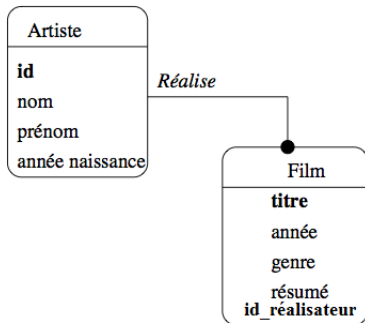 Artiste
id
nom
prénom
année naissance
Réalise
Film
titre
année
genre
résumé
id_réalisateur